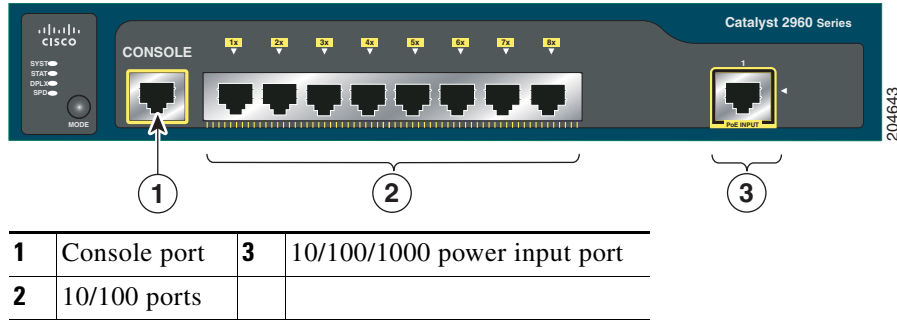 Catalyst 2960 Series
CISCO
CONSOLE
1x 2x 3x 4x 5x 6x 7x 8x
1
SYST
STAT
DPLX
SPD
MODE
PoE INPUT
204643
1 2 3
1 Console port 3 10/100/1000 power input port
2 10/100 ports